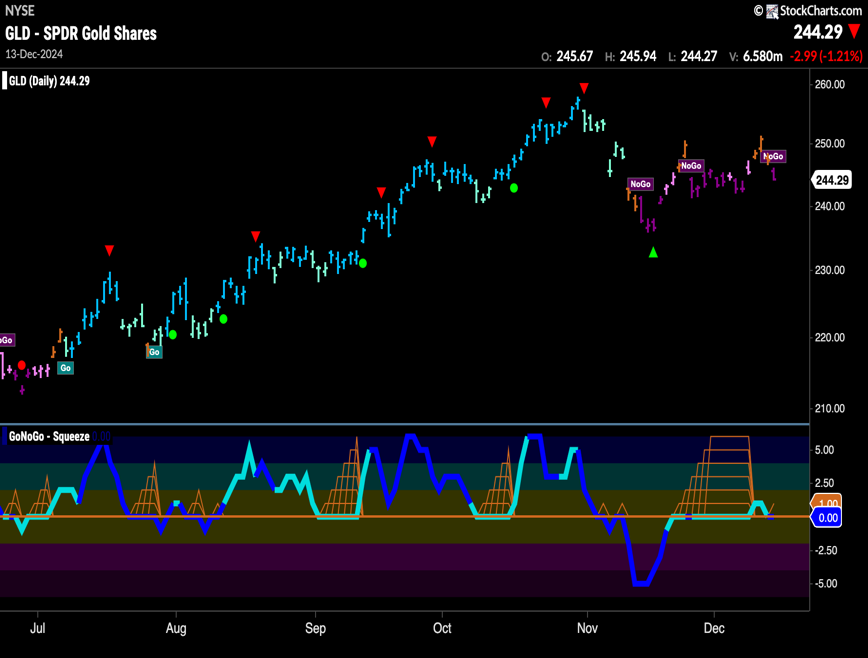 NYSE
© StockCharts.com
GLD - SPDR Gold Shares
244.29
13-Dec-2024
O: 245.67 H: 245.94 L: 244.27 V: 6.580m -2.99 (-1.21%)
GLD (Daily) 244.29
260.00
250.00
NoGo
NoGo
NoGo
244.29
240.00
230.00
220.00
oGo
Go
Go
210.00
GoNoGo - Squeeze 0.00
5.00
2.50
1.00
0.00
-2.50
-5.00
Jul Aug Sep Oct Nov Dec